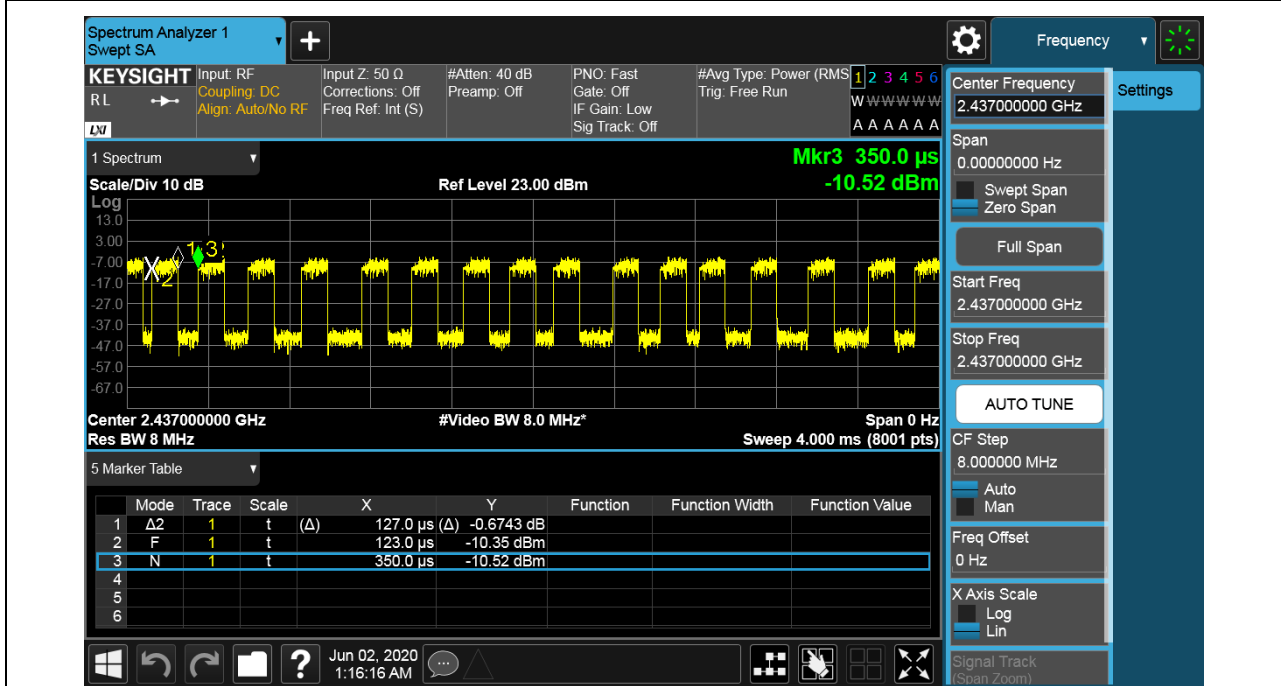 Spectrum Analyzer 1
Swept SA
+
Frequency
KEYSIGHT
RL
LXI
Input: RF
Coupling: DC
Align: Auto/No RF
Input Z: 50 Ω
Corrections: Off
Freq Ref: Int (S)
#Atten: 40 dB
Preamp: Off
PNO: Fast
Gate: Off
IF Gain: Low
Sig Track: Off
#Avg Type: Power (RMS
Trig: Free Run
1 2 3 4 5 6
W W W W W W
A A A A A A
1 Spectrum
Mkr3 350.0 µs
-10.52 dBm
Scale/Div 10 dB
Ref Level 23.00 dBm
Log
13.0
3.00
-7.00
-17.0
-27.0
-37.0
-47.0
-57.0
-67.0
1 3
X 2
Center 2.437000000 GHz
#Video BW 8.0 MHz*
Span 0 Hz
Res BW 8 MHz
Sweep 4.000 ms (8001 pts)
5 Marker Table
Mode Trace Scale X Y Function Function Width Function Value
1 Δ2 1 t (Δ) 127.0 µs (Δ) -0.6743 dB
2 F 1 t 123.0 µs -10.35 dBm
3 N 1 t 350.0 µs -10.52 dBm
4
5
6
Jun 02, 2020
1:16:16 AM
?
Center Frequency
2.437000000 GHz
Settings
Span
0.00000000 Hz
Swept Span
Zero Span
Full Span
Start Freq
2.437000000 GHz
Stop Freq
2.437000000 GHz
AUTO TUNE
CF Step
8.000000 MHz
Auto
Man
Freq Offset
0 Hz
X Axis Scale
Log
Lin
Signal Track
(Span Zoom)